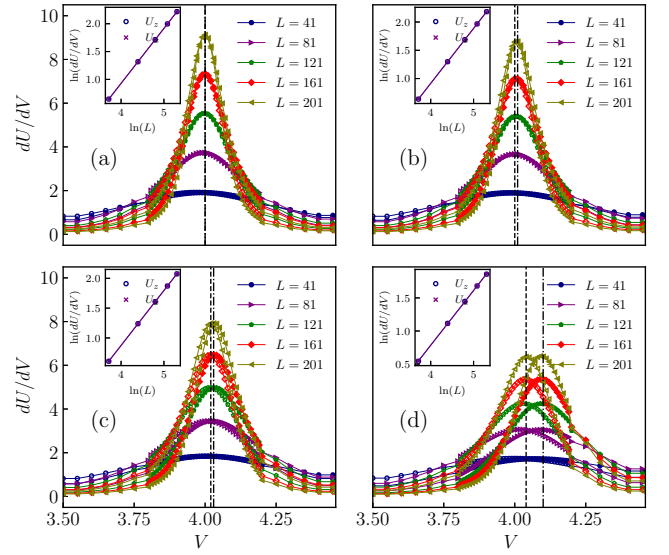 dU/dV
10
8
6
4
2
0
ln(dU/dV)
2.0
1.5
1.0
4
5
ln(L)
U_z
U
L = 41
L = 81
L = 121
L = 161
L = 201
(a)
ln(dU/dV)
2.0
1.5
1.0
4
5
ln(L)
U_z
U
L = 41
L = 81
L = 121
L = 161
L = 201
(b)
dU/dV
10
8
6
4
2
0
ln(dU/dV)
2.0
1.5
1.0
4
5
ln(L)
U_z
U
L = 41
L = 81
L = 121
L = 161
L = 201
(c)
3.50
3.75
4.00
4.25
V
ln(dU/dV)
1.5
1.0
0.5
4
5
ln(L)
U_z
U
L = 41
L = 81
L = 121
L = 161
L = 201
(d)
3.50
3.75
4.00
4.25
V